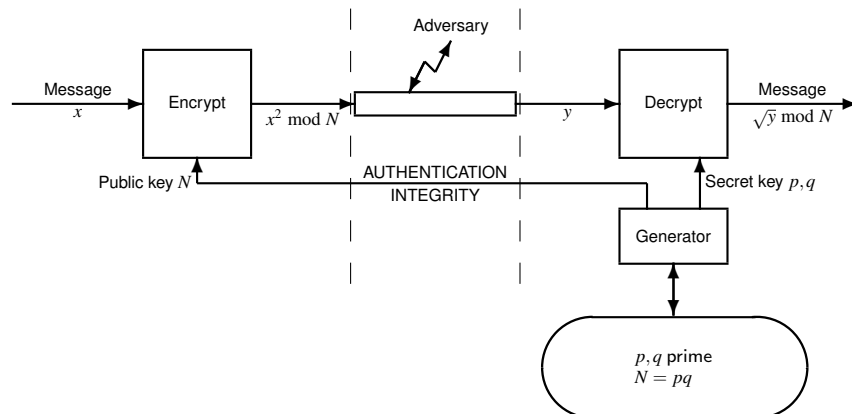 Adversary
Message
x
Encrypt
x² mod N
y
Decrypt
Message
√y mod N
Public key N
AUTHENTICATION
INTEGRITY
Secret key p,q
Generator
p,q prime
N = pq